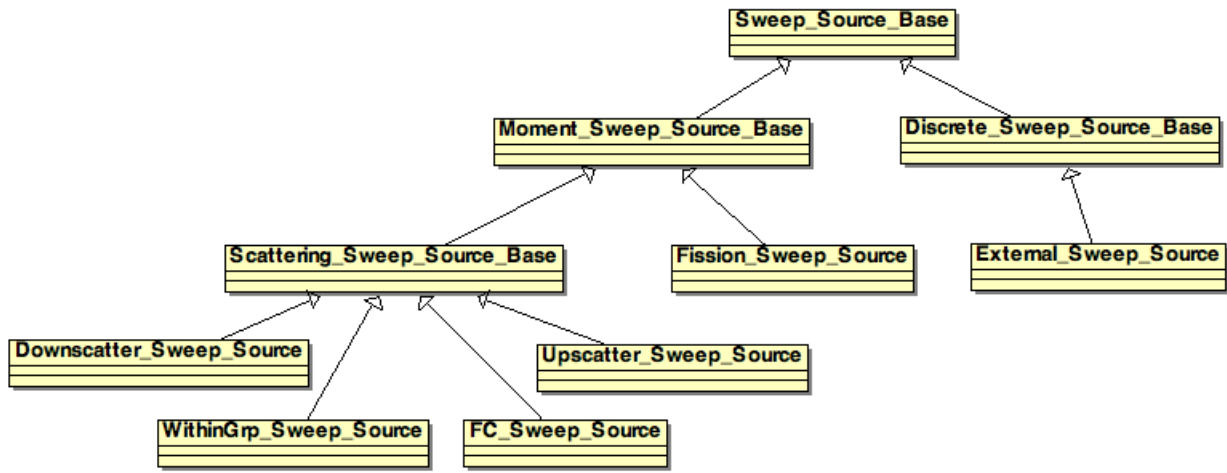 Sweep_Source_Base
Moment_Sweep_Source_Base
Discrete_Sweep_Source_Base
Scattering_Sweep_Source_Base
Fission_Sweep_Source
External_Sweep_Source
Downscatter_Sweep_Source
Upscatter_Sweep_Source
WithinGrp_Sweep_Source
FC_Sweep_Source